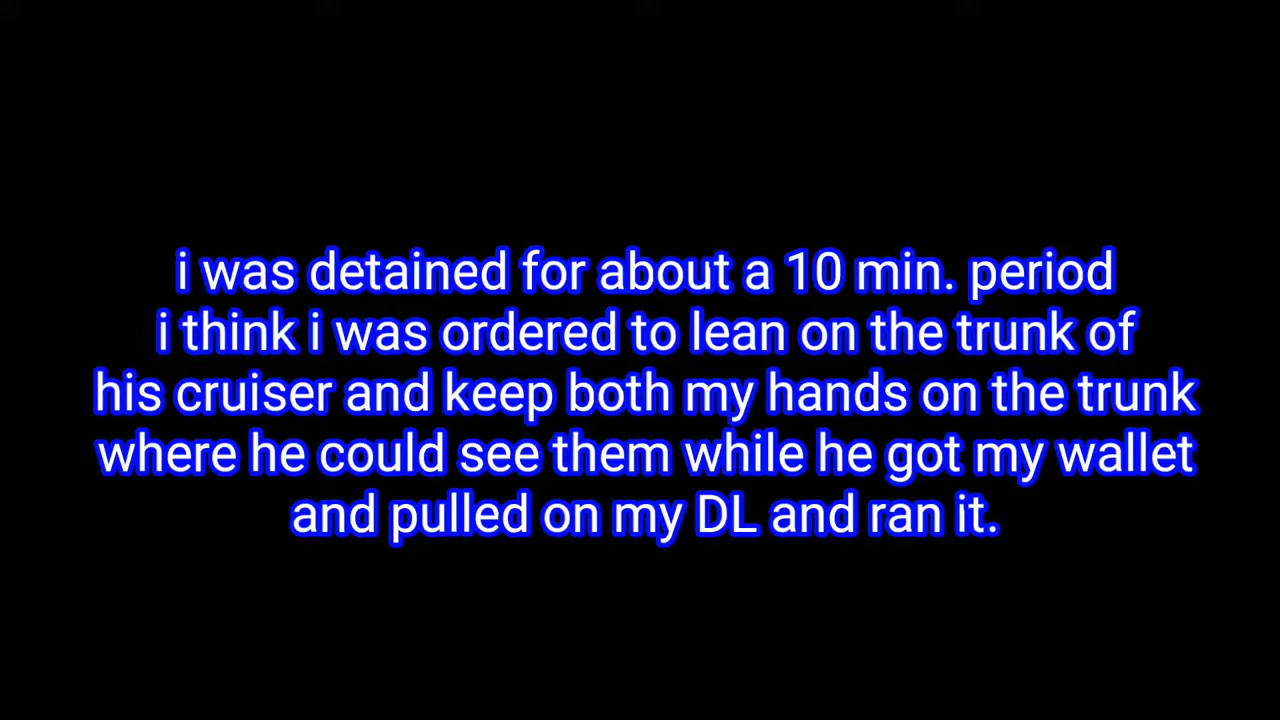 i was detained for about a 10 min. period
i think i was ordered to lean on the trunk of
his cruiser and keep both my hands on the trunk
where he could see them while he got my wallet
and pulled on my DL and ran it.